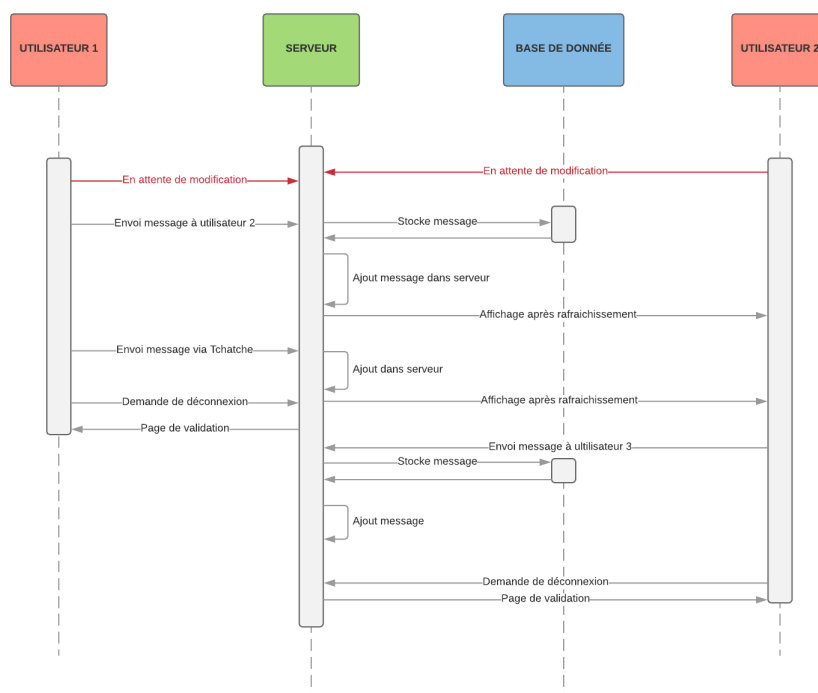 UTILISATEUR 1
SERVEUR
BASE DE DONNÉE
UTILISATEUR 2
En attente de modification
En attente de modification
Envoi message à utilisateur 2
Stocke message
Ajout message dans serveur
Affichage après rafraichissement
Envoi message via Tchatche
Ajout dans serveur
Demande de déconnexion
Affichage après rafraichissement
Page de validation
Envoi message à ultilisateur 3
Stocke message
Ajout message
Demande de déconnexion
Page de validation